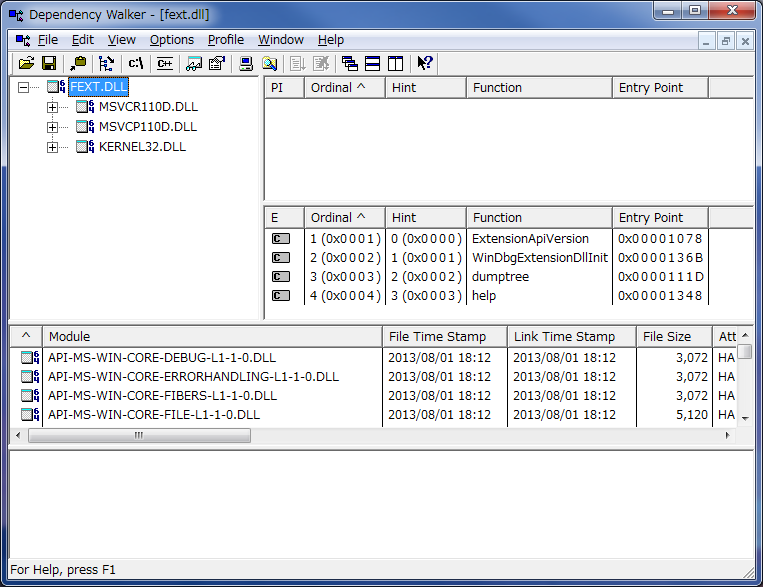 Dependency Walker - [fext.dll]
File Edit View Options Profile Window Help
c:\ C++
FEXT.DLL
MSVCR110D.DLL
MSVCP110D.DLL
KERNEL32.DLL
PI Ordinal ^ Hint Function Entry Point
E Ordinal ^ Hint Function Entry Point
C 1 (0x0001) 0 (0x0000) ExtensionApiVersion 0x00001078
C 2 (0x0002) 1 (0x0001) WinDbgExtensionDllInit 0x0000136B
C 3 (0x0003) 2 (0x0002) dumptree 0x0000111D
C 4 (0x0004) 3 (0x0003) help 0x00001348
^ Module File Time Stamp Link Time Stamp File Size Att
64 API-MS-WIN-CORE-DEBUG-L1-1-0.DLL 2013/08/01 18:12 2013/08/01 18:12 3,072 HA
64 API-MS-WIN-CORE-ERRORHANDLING-L1-1-0.DLL 2013/08/01 18:12 2013/08/01 18:12 3,072 HA
64 API-MS-WIN-CORE-FIBERS-L1-1-0.DLL 2013/08/01 18:12 2013/08/01 18:12 3,072 HA
64 API-MS-WIN-CORE-FILE-L1-1-0.DLL 2013/08/01 18:12 2013/08/01 18:12 5,120 HA
For Help, press F1